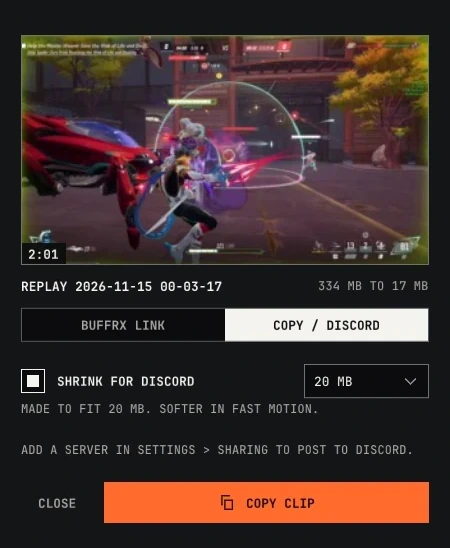 2:01
REPLAY 2026-11-15 00-03-17
334 MB TO 17 MB
BUFFRX LINK
COPY / DISCORD
SHRINK FOR DISCORD
20 MB
MADE TO FIT 20 MB. SOFTER IN FAST MOTION.
ADD A SERVER IN SETTINGS > SHARING TO POST TO DISCORD.
CLOSE
COPY CLIP